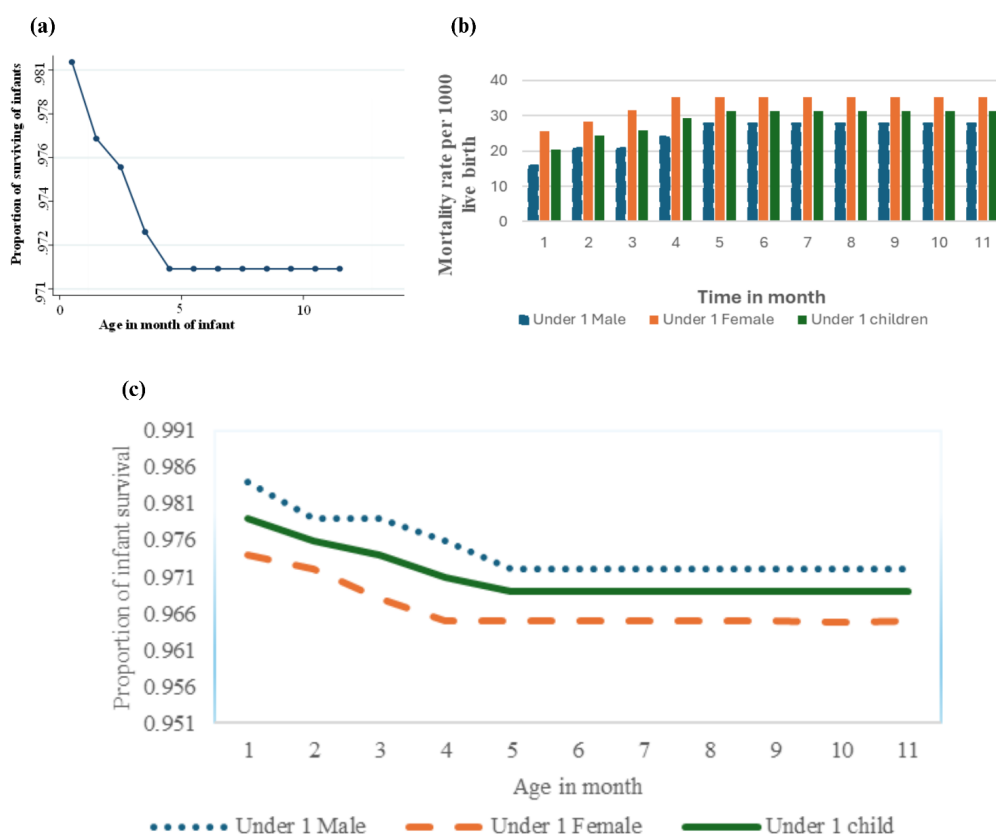 (a)
Proportion of surviving of infants
.981
.978
.976
.974
.972
.971
0 5 10
Age in month of infant
(b)
Mortality rate per 1000
live birth
40
30
20
10
0
1 2 3 4 5 6 7 8 9 10 11
Time in month
Under 1 Male Under 1 Female Under 1 children
(c)
Proportion of infant survival
0.991
0.986
0.981
0.976
0.971
0.966
0.961
0.956
0.951
1 2 3 4 5 6 7 8 9 10 11
Age in month
Under 1 Male Under 1 Female Under 1 child